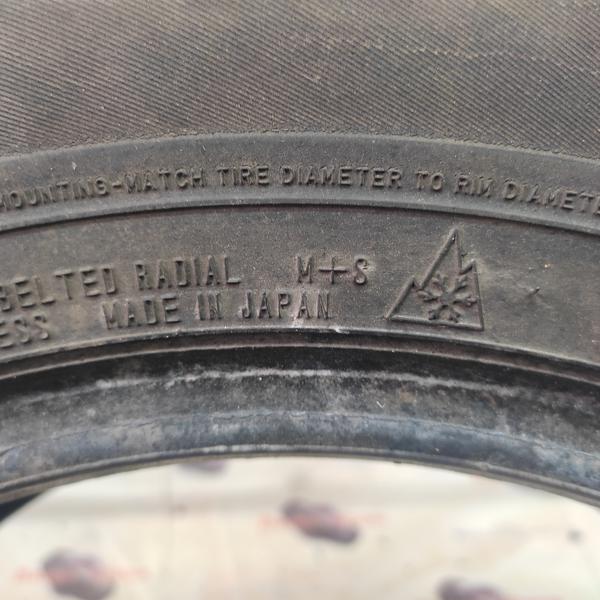 MOUNTING-MATCH TIRE DIAMETER TO RIM DIAMETE
BELTED RADIAL M+S
ESS MADE IN JAPAN